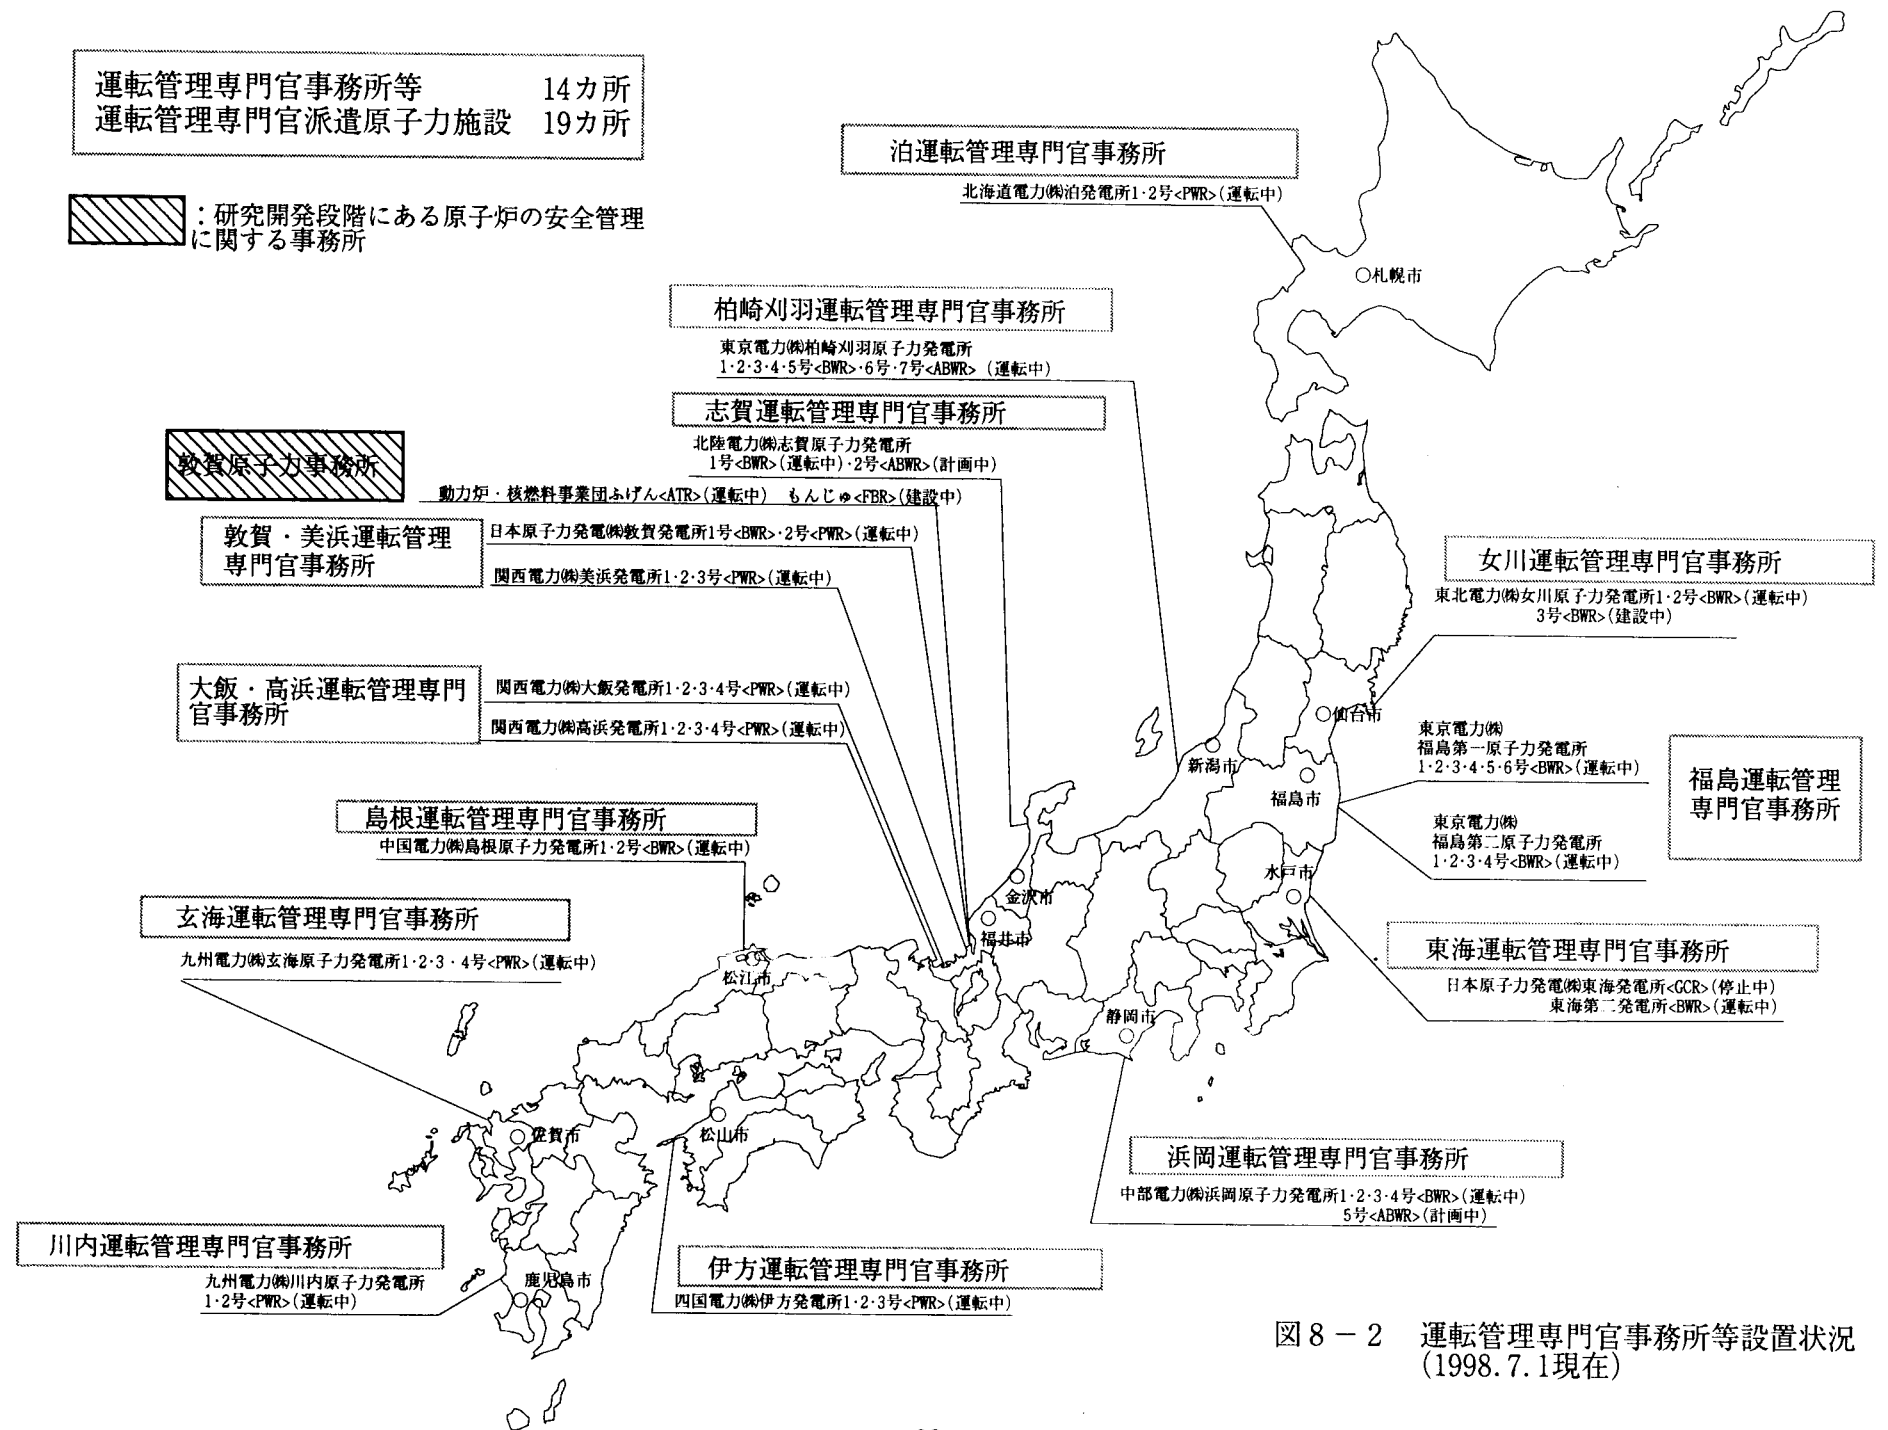 運転管理専門官事務所等 14カ所
運転管理専門官派遣原子力施設 19カ所
：研究開発段階にある原子炉の安全管理
に関する事務所
泊運転管理専門官事務所
北海道電力㈱泊発電所1･2号<PWR>(運転中)
札幌市
柏崎刈羽運転管理専門官事務所
東京電力㈱柏崎刈羽原子力発電所
1･2･3･4･5号<BWR>･6号･7号<ABWR> (運転中)
志賀運転管理専門官事務所
北陸電力㈱志賀原子力発電所
1号<BWR>(運転中)･2号<ABWR>(計画中)
敦賀原子力事務所
動力炉・核燃料事業団ふげん<ATR>(運転中) もんじゅ<FBR>(建設中)
敦賀・美浜運転管理
専門官事務所
日本原子力発電㈱敦賀発電所1号<BWR>･2号<PWR>(運転中)
関西電力㈱美浜発電所1･2･3号<PWR>(運転中)
大飯・高浜運転管理専門
官事務所
関西電力㈱大飯発電所1･2･3･4号<PWR>(運転中)
関西電力㈱高浜発電所1･2･3･4号<PWR>(運転中)
女川運転管理専門官事務所
東北電力㈱女川原子力発電所1･2号<BWR>(運転中)
3号<BWR>(建設中)
仙台市
新潟市
福島市
東京電力㈱
福島第一原子力発電所
1･2･3･4･5･6号<BWR>(運転中)
東京電力㈱
福島第二原子力発電所
1･2･3･4号<BWR>(運転中)
福島運転管理
専門官事務所
島根運転管理専門官事務所
中国電力㈱島根原子力発電所1･2号<BWR>(運転中)
水戸市
金沢市
福井市
松江市
静岡市
玄海運転管理専門官事務所
九州電力㈱玄海原子力発電所1･2･3･4号<PWR>(運転中)
東海運転管理専門官事務所
日本原子力発電㈱東海発電所<GCR>(停止中)
東海第二発電所<BWR>(運転中)
佐賀市
松山市
浜岡運転管理専門官事務所
中部電力㈱浜岡原子力発電所1･2･3･4号<BWR>(運転中)
5号<ABWR>(計画中)
川内運転管理専門官事務所
九州電力㈱川内原子力発電所
1･2号<PWR>(運転中)
鹿児島市
伊方運転管理専門官事務所
四国電力㈱伊方発電所1･2･3号<PWR>(運転中)
図８－２ 運転管理専門官事務所等設置状況
(1998.7.1現在)